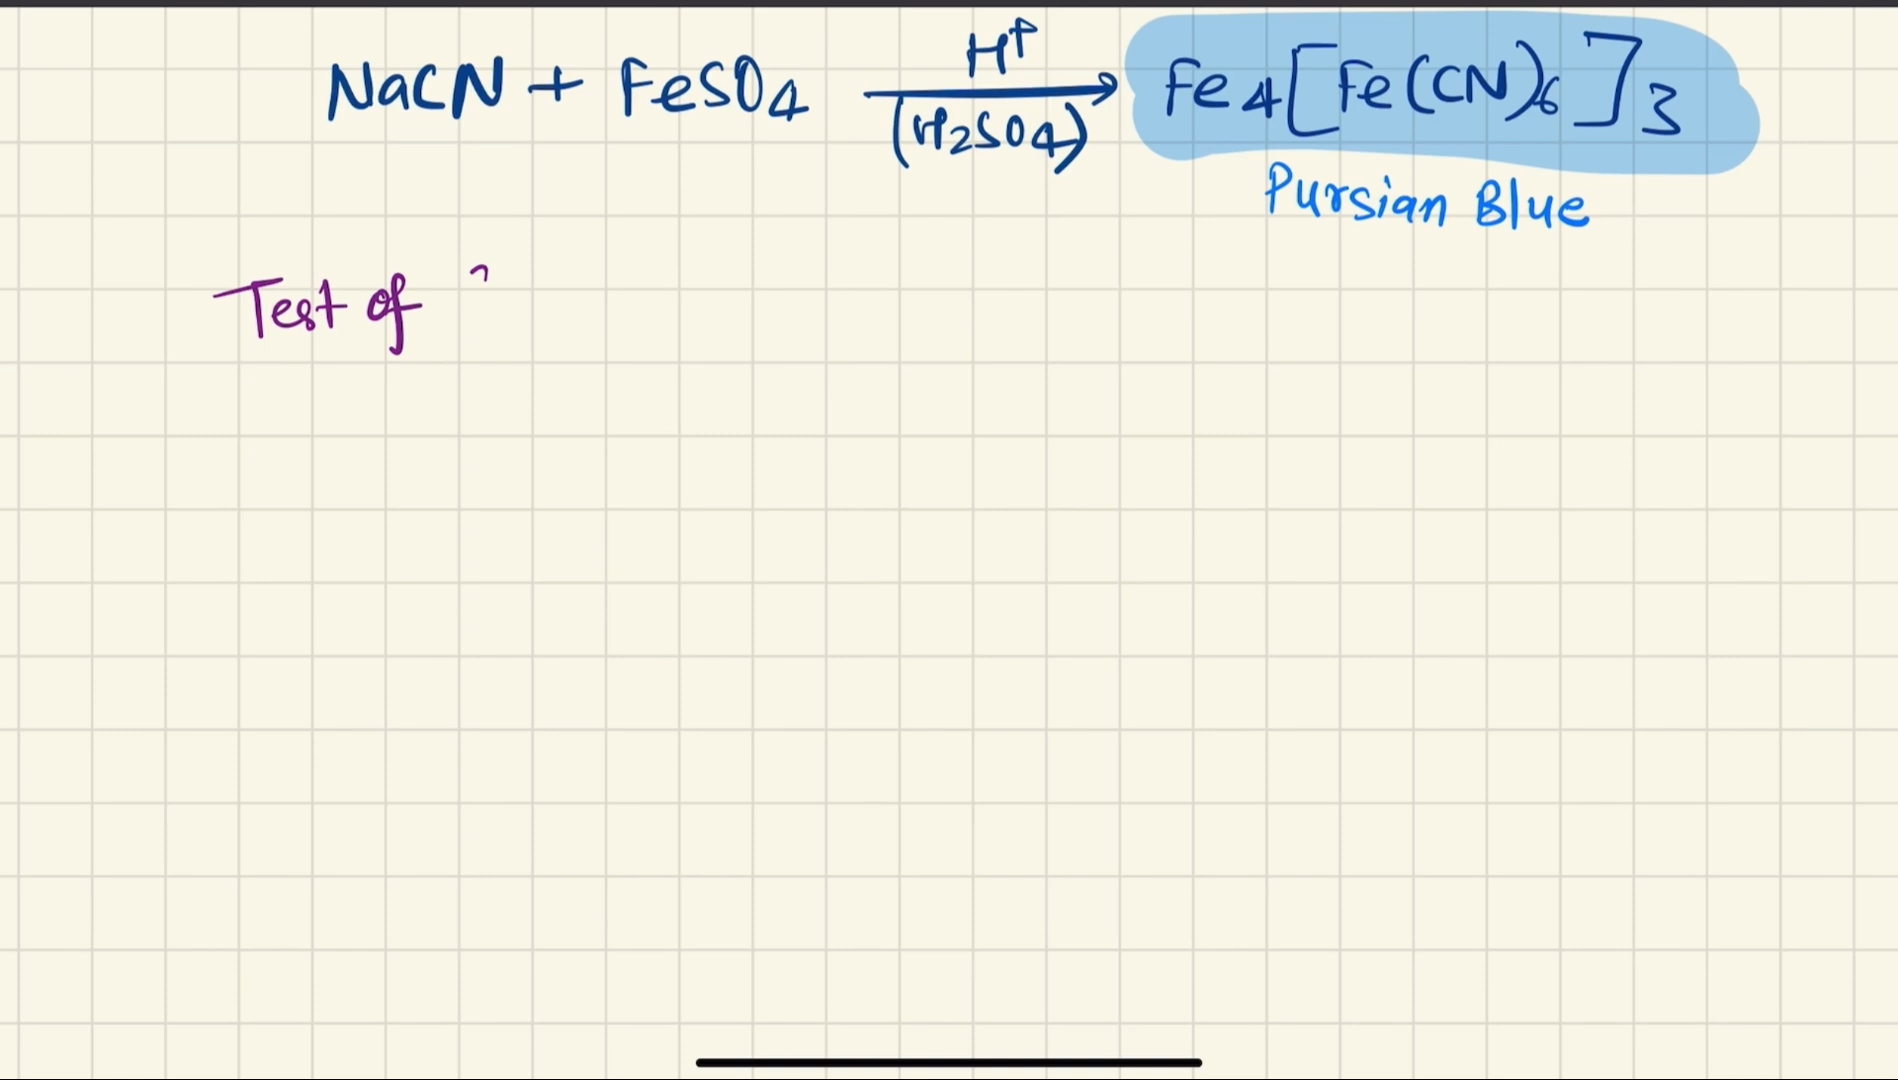 NaCN + FeSO4 H+ (H2SO4) → Fe4[Fe(CN)6]3
Pursian Blue
Test of